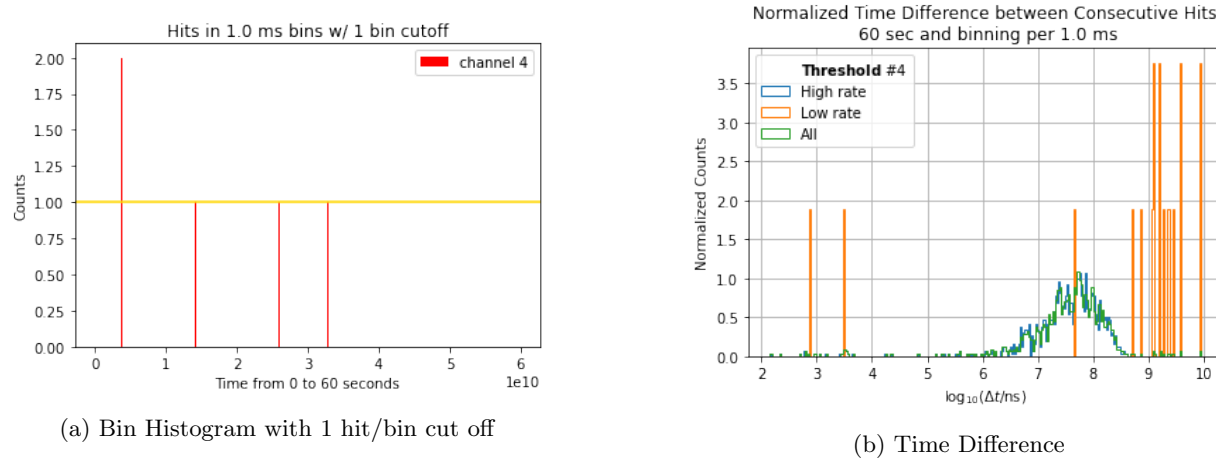 Hits in 1.0 ms bins w/ 1 bin cutoff
channel 4
2.00
1.75
1.50
1.25
1.00
0.75
0.50
0.25
0.00
Counts
0 1 2 3 4 5 6
1e10
Time from 0 to 60 seconds
(a) Bin Histogram with 1 hit/bin cut off
Normalized Time Difference between Consecutive Hits
60 sec and binning per 1.0 ms
Threshold #4
High rate
Low rate
All
3.5
3.0
2.5
2.0
1.5
1.0
0.5
0.0
Normalized Counts
2 3 4 5 6 7 8 9 10
log₁₀(Δt/ns)
(b) Time Difference